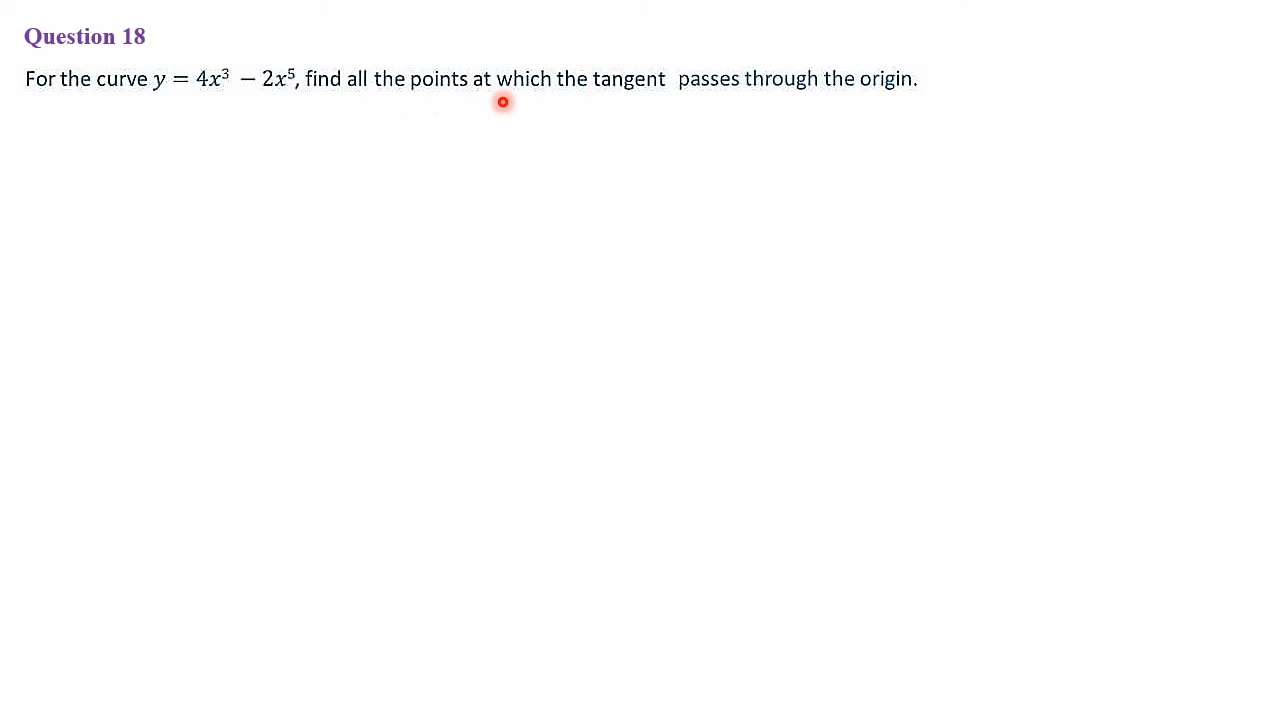 Question 18
For the curve y = 4x³ − 2x⁵, find all the points at which the tangent passes through the origin.